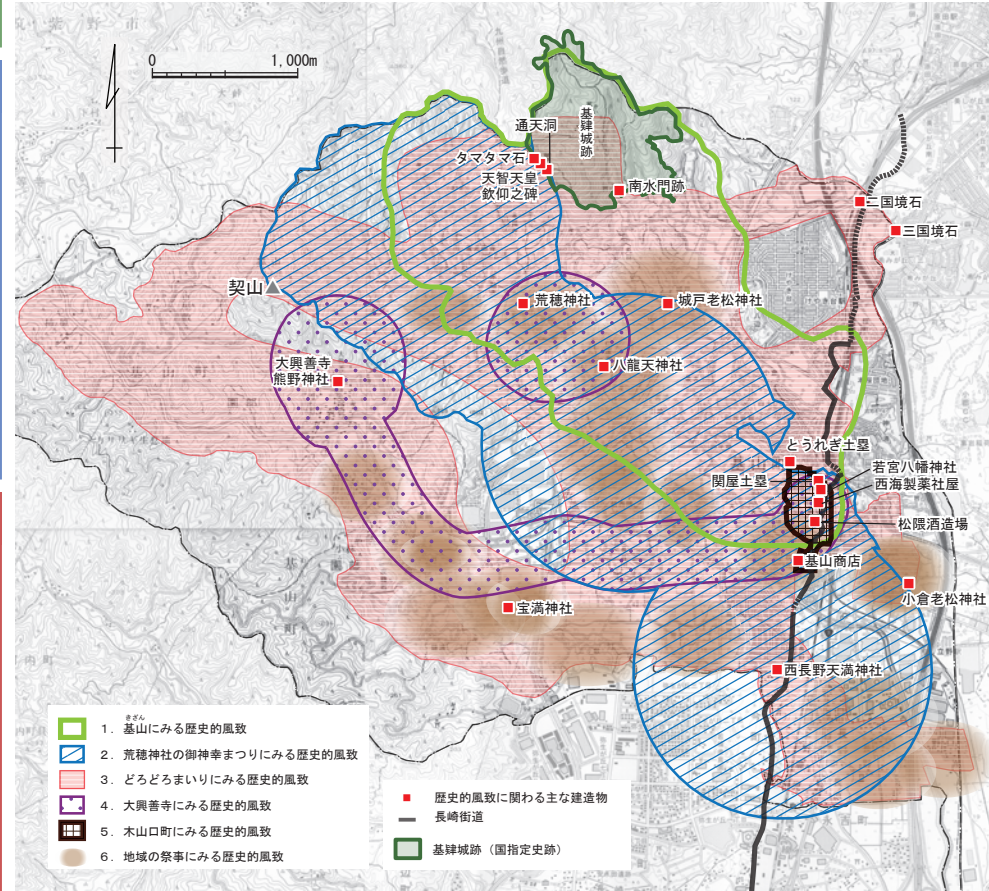 0
1,000m
通天洞
基肄城跡
タマタマ石
天智天皇
欽仰之碑
南水門跡
二国境石
三国境石
契山
荒穂神社
城戸老松神社
大興善寺
熊野神社
八龍天神社
とうれぎ土塁
関屋土塁
若宮八幡神社
西海製薬社屋
松隈酒造場
基山商店
小倉老松神社
宝満神社
西長野天満神社
きざん
1. 基山にみる歴史的風致
2. 荒穂神社の御神幸まつりにみる歴史的風致
3. どろどろまいりにみる歴史的風致
4. 大興善寺にみる歴史的風致
5. 木山口町にみる歴史的風致
6. 地域の祭事にみる歴史的風致
歴史的風致に関わる主な建造物
長崎街道
基肄城跡（国指定史跡）